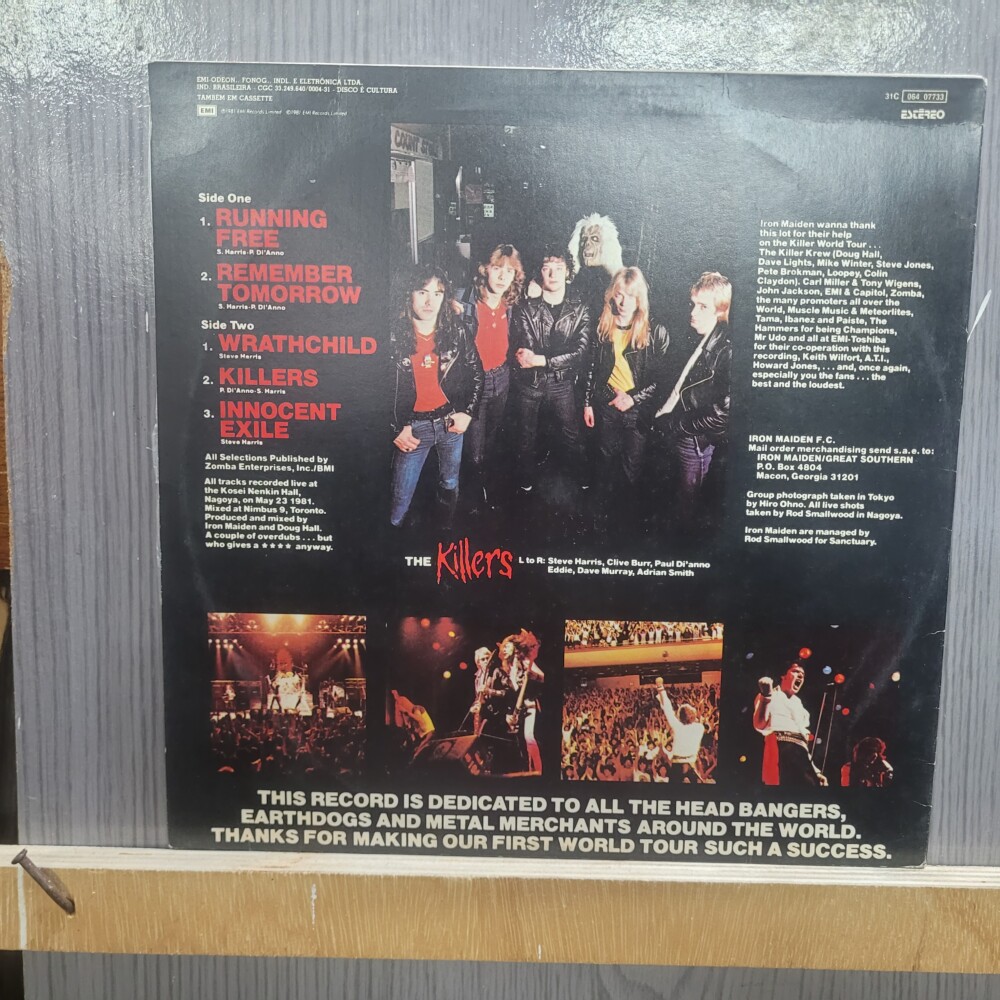 EMI-ODEON., FONOG., INDL. E ELETRÔNICA LTDA.
IND: BRASILEIRA - CGC 33.249.640/0004-31 - DISCO É CULTURA
TAMBÉM EM CASSETTE
EMI
31C 064 07733
ESTÉREO
Side One
1. RUNNING
FREE
S. Harris-P. Di'Anno
2. REMEMBER
TOMORROW
S. Harris-P. Di'Anno
Side Two
1. WRATHCHILD
Steve Harris
2. KILLERS
P. Di'Anno-S. Harris
3. INNOCENT
EXILE
Steve Harris
All Selections Published by
Zomba Enterprises, Inc./BMI
All tracks recorded live at
the Kosei Nenkin Hall,
Nagoya, on May 23 1981.
Mixed at Nimbus 9, Toronto.
Produced and mixed by
Iron Maiden and Doug Hall.
A couple of overdubs . . . but
who gives a **** anyway.
Iron Maiden wanna thank
this lot for their help
on the Killer World Tour . . .
The Killer Krew (Doug Hall,
Dave Lights, Mike Winter, Steve Jones,
Pete Brokman, Loopey, Colin
Claydon). Carl Miller & Tony Wigens,
John Jackson, EMI & Capitol, Zomba,
the many promoters all over the
World, Muscle Music & Meteorlites,
Tama, Ibanez and Paiste, The
Hammers for being Champions,
Mr Udo and all at EMI-Toshiba
for their co-operation with this
recording, Keith Wilfort, A.T.I.,
Howard Jones, . . . and, once again,
especially you the fans . . . the
best and the loudest.
IRON MAIDEN F.C.
Mail order merchandising send s.a.e. to:
IRON MAIDEN/GREAT SOUTHERN
P.O. Box 4804
Macon, Georgia 31201
Group photograph taken in Tokyo
by Hiro Ohno. All live shots
taken by Rod Smallwood in Nagoya.
Iron Maiden are managed by
Rod Smallwood for Sanctuary.
THE Killers L to R: Steve Harris, Clive Burr, Paul Di'anno
Eddie, Dave Murray, Adrian Smith
THIS RECORD IS DEDICATED TO ALL THE HEAD BANGERS,
EARTHDOGS AND METAL MERCHANTS AROUND THE WORLD.
THANKS FOR MAKING OUR FIRST WORLD TOUR SUCH A SUCCESS.